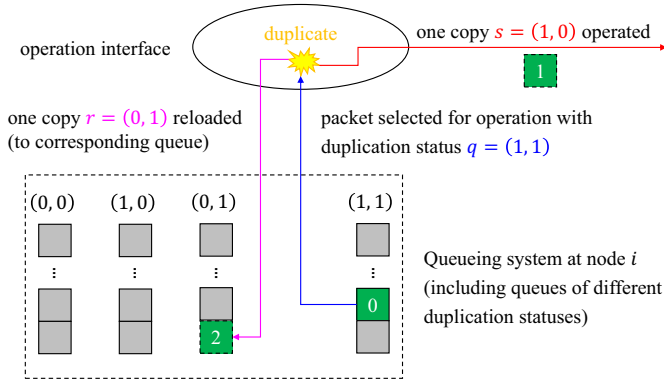 duplicate
one copy s = (1, 0) operated
operation interface
1
one copy r = (0, 1) reloaded
(to corresponding queue)
packet selected for operation with
duplication status q = (1, 1)
(0, 0) (1, 0) (0, 1) (1, 1)
... ... ... ...
0
2
Queueing system at node i
(including queues of different
duplication statuses)